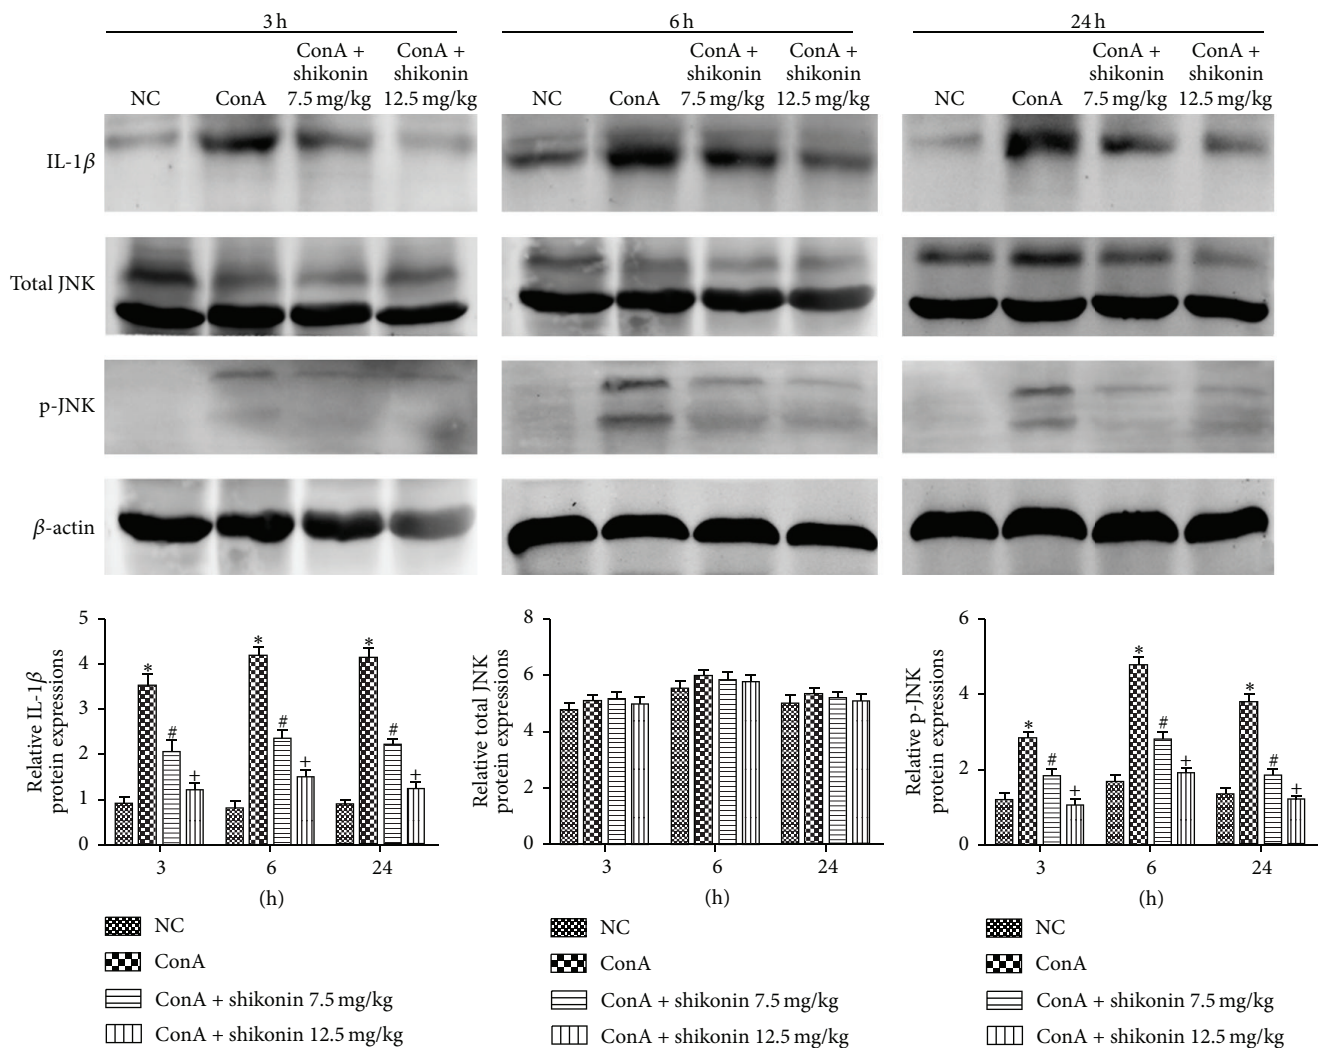 3 h
6 h
24 h
NC
ConA
ConA +
shikonin
7.5 mg/kg
ConA +
shikonin
12.5 mg/kg
NC
ConA
ConA +
shikonin
7.5 mg/kg
ConA +
shikonin
12.5 mg/kg
NC
ConA
ConA +
shikonin
7.5 mg/kg
ConA +
shikonin
12.5 mg/kg
IL-1β
Total JNK
p-JNK
β-actin
Relative IL-1β
protein expressions
5
4
3
2
1
0
*
#
+
*
#
+
*
#
+
3
6
24
(h)
NC
ConA
ConA + shikonin 7.5 mg/kg
ConA + shikonin 12.5 mg/kg
Relative total JNK
protein expressions
8
6
4
2
0
3
6
24
(h)
NC
ConA
ConA + shikonin 7.5 mg/kg
ConA + shikonin 12.5 mg/kg
Relative p-JNK
protein expressions
6
4
2
0
*
#
+
*
#
+
*
#
+
3
6
24
(h)
NC
ConA
ConA + shikonin 7.5 mg/kg
ConA + shikonin 12.5 mg/kg